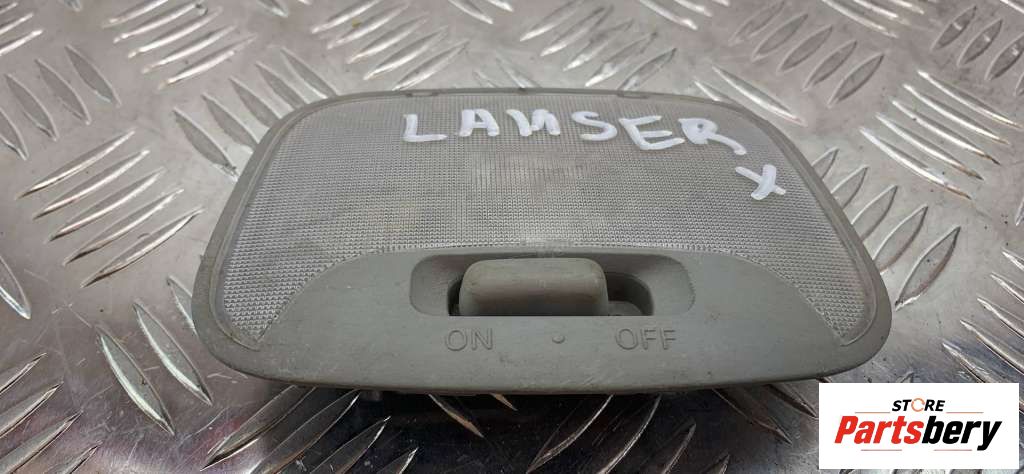 LANSER
X
ON • OFF
STORE
Partsbery